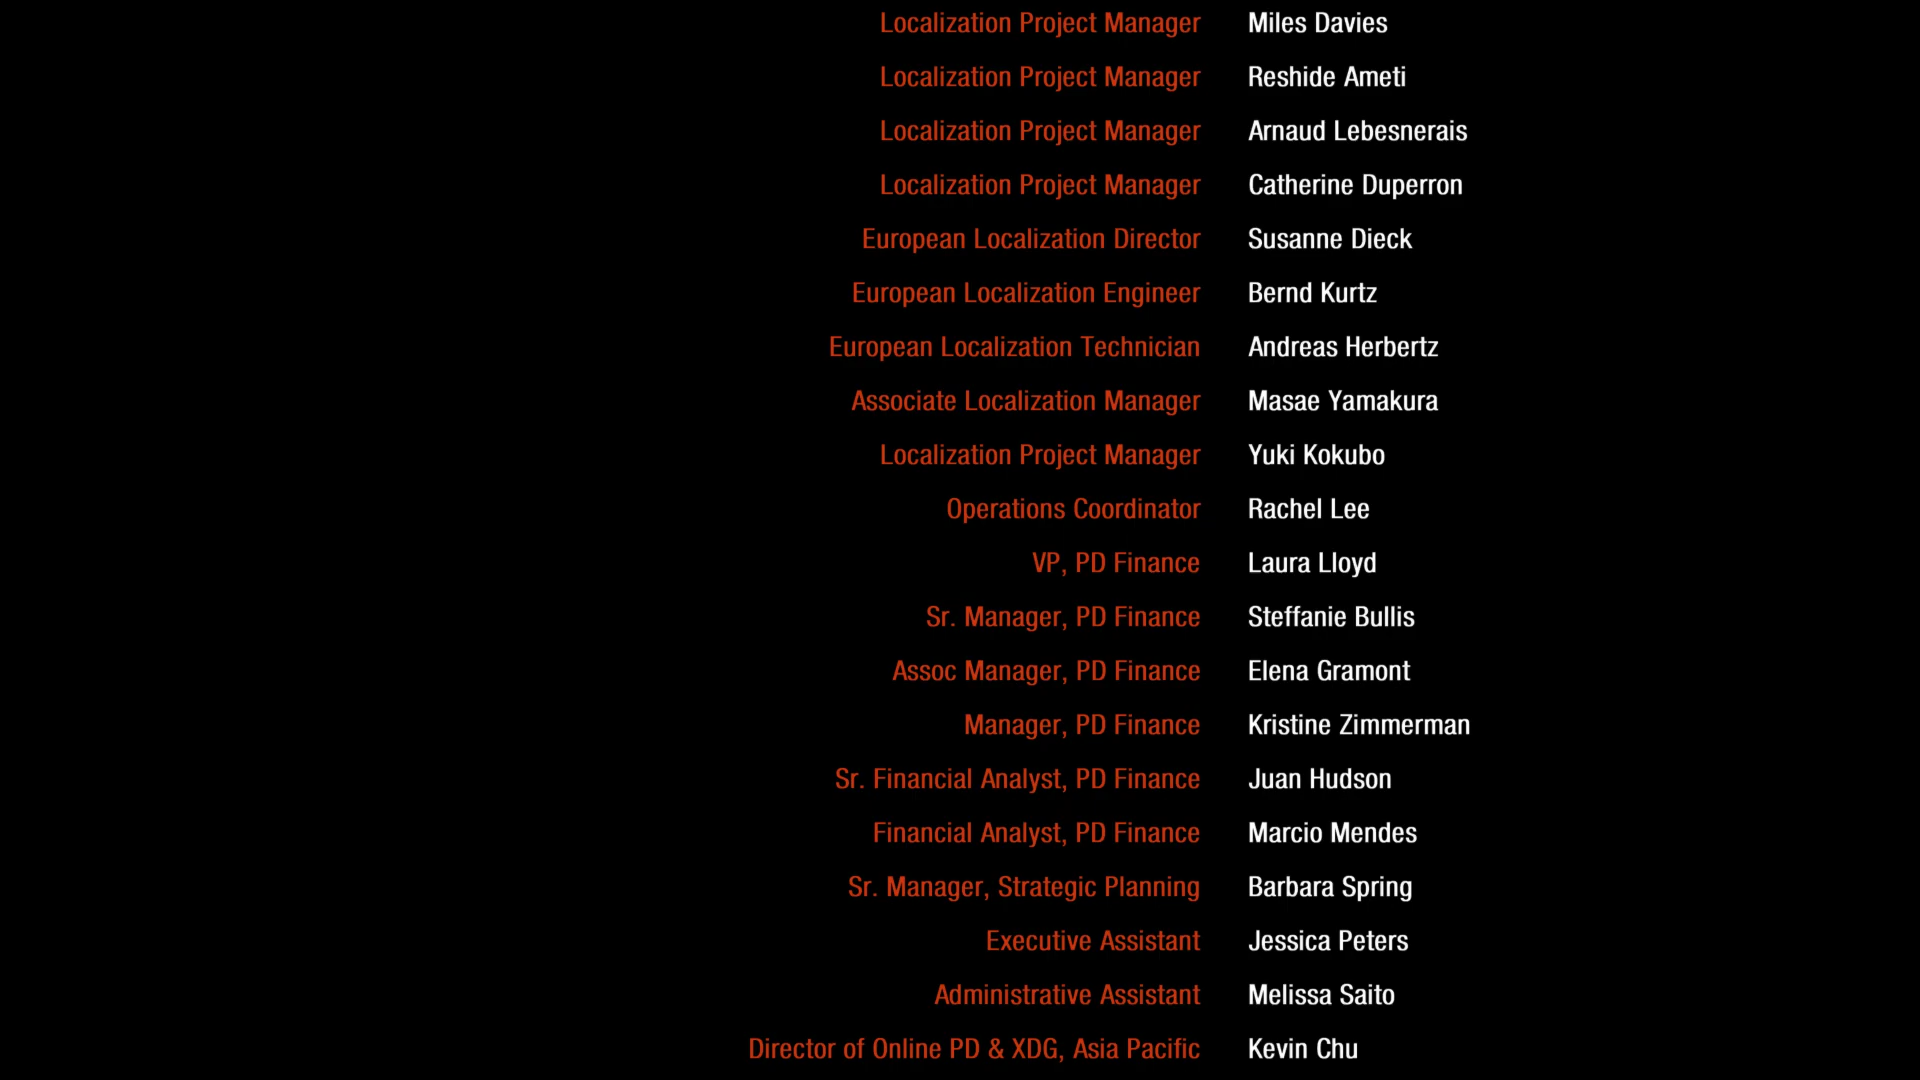 Localization Project Manager Miles Davies
Localization Project Manager Reshide Ameti
Localization Project Manager Arnaud Lebesnerais
Localization Project Manager Catherine Duperron
European Localization Director Susanne Dieck
European Localization Engineer Bernd Kurtz
European Localization Technician Andreas Herbertz
Associate Localization Manager Masae Yamakura
Localization Project Manager Yuki Kokubo
Operations Coordinator Rachel Lee
VP, PD Finance Laura Lloyd
Sr. Manager, PD Finance Steffanie Bullis
Assoc Manager, PD Finance Elena Gramont
Manager, PD Finance Kristine Zimmerman
Sr. Financial Analyst, PD Finance Juan Hudson
Financial Analyst, PD Finance Marcio Mendes
Sr. Manager, Strategic Planning Barbara Spring
Executive Assistant Jessica Peters
Administrative Assistant Melissa Saito
Director of Online PD & XDG, Asia Pacific Kevin Chu